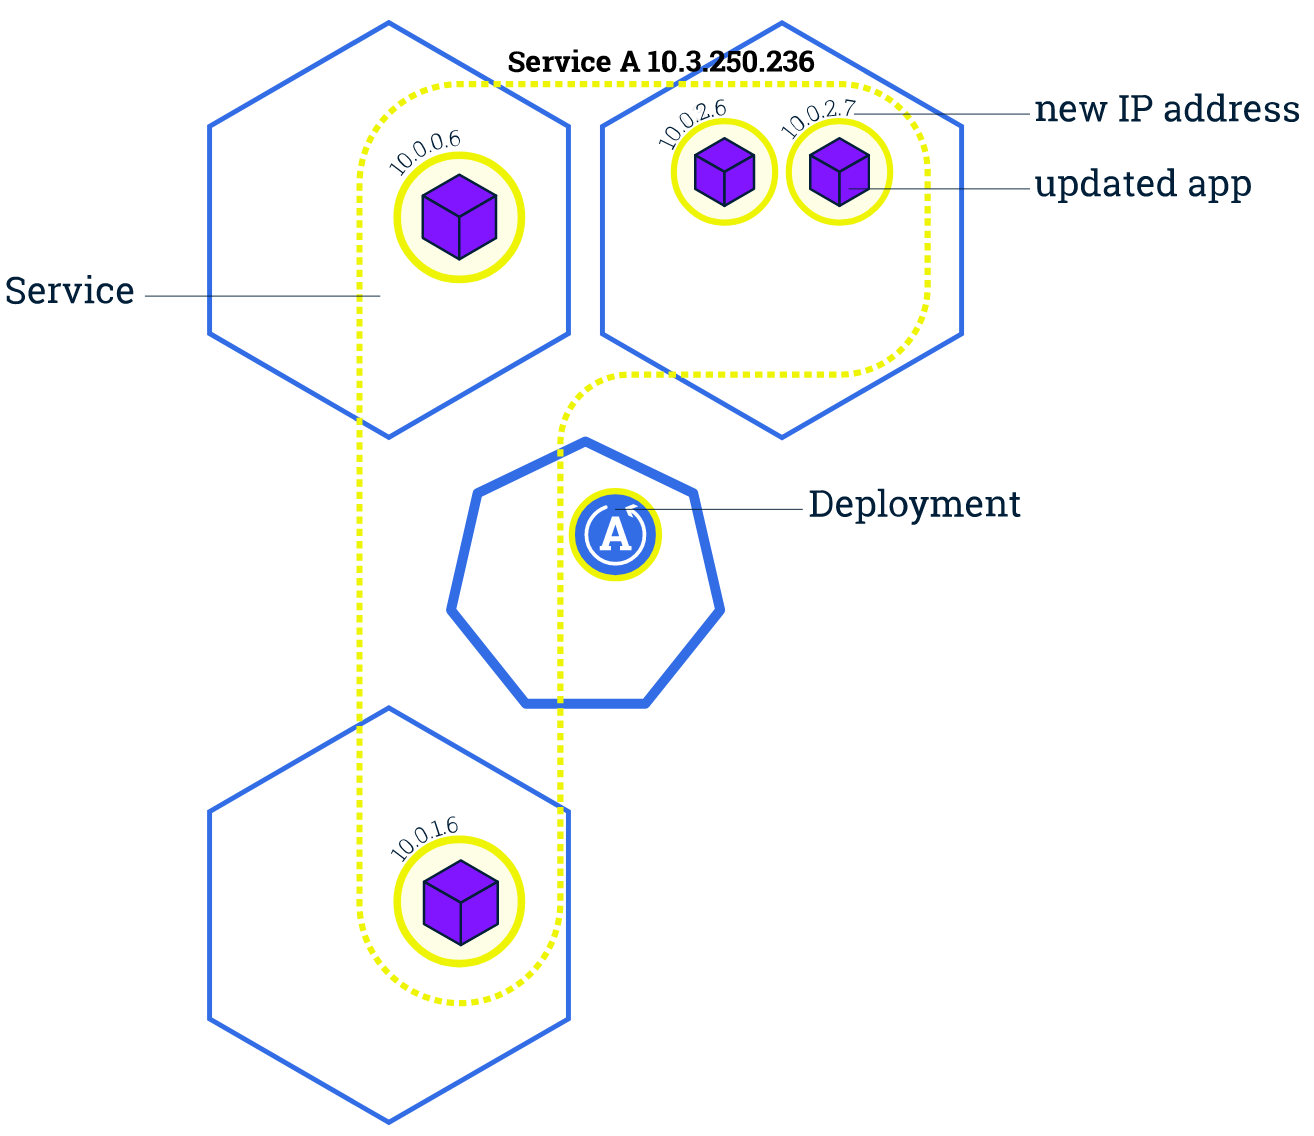 Service A 10.3.250.236
10.0.2.6
10.0.2.7
new IP address
10.0.0.6
updated app
Service
Deployment
A
10.0.1.6